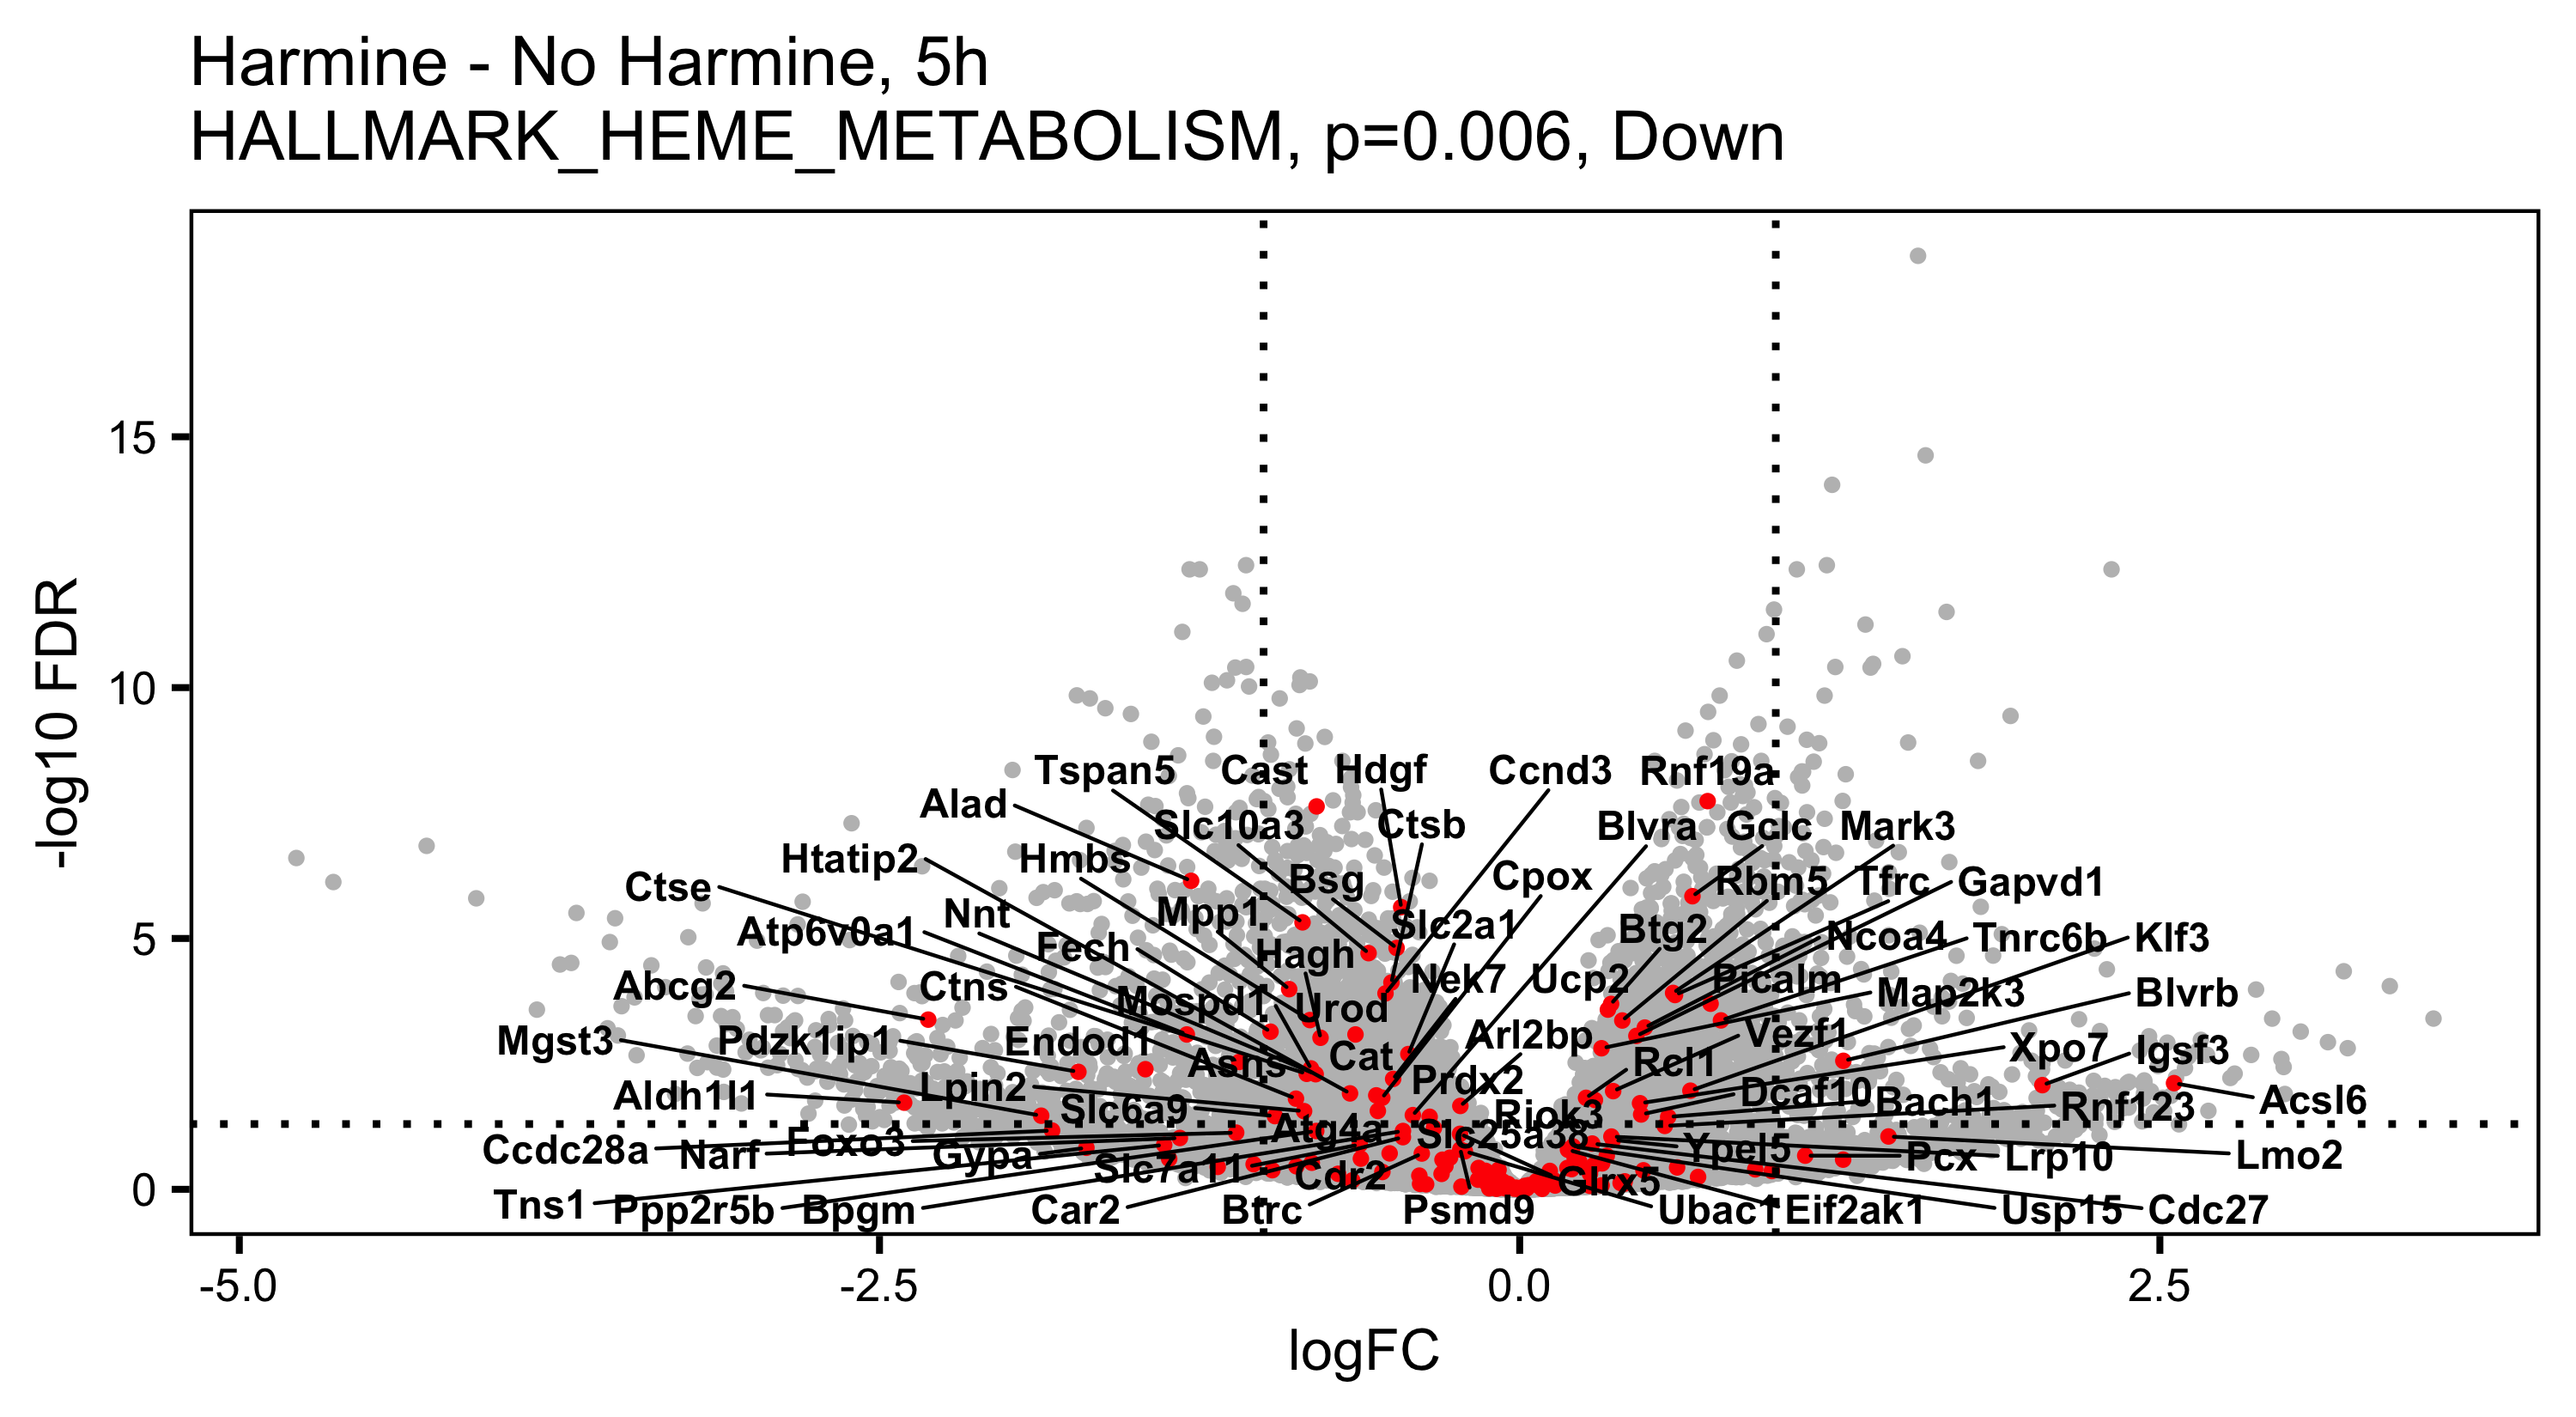 Harmine - No Harmine, 5h
HALLMARK_HEME_METABOLISM, p=0.006, Down
-log10 FDR
15
10
5
0
Tspan5 Cast Hdgf Ccnd3 Rnf19a
Alad Slc10a3 Ctsb Blvra Gclc Mark3
Htatip2 Hmbs Bsg Cpox Rbm5 Tfrc Gapvd1
Ctse Mpp1
Atp6v0a1 Nnt Fech Hagh Slc2a1 Btg2 Ncoa4 Tnrc6b Klf3
Abcg2 Ctns Mospd1 Urod Nek7 Ucp2 Picalm Map2k3 Blvrb
Mgst3 Pdzk1ip1 Endod1 Asns Cat Arl2bp Rcl1 Vezf1 Xpo7 Igsf3
Aldh1l1 Lpin2 Slc6a9 Prdx2 Riok3 Dcaf10 Bach1 Rnf123 Acsl6
Ccdc28a Narf Foxo3 Gypa Slc7a11 Atg4a Cdr2 Slc25a38 Glrx5 Ypel5 Pcx Lrp10 Lmo2
Tns1 Ppp2r5b Bpgm Car2 Btrc Psmd9 Ubac1 Eif2ak1 Usp15 Cdc27
-5.0 -2.5 0.0 2.5
logFC